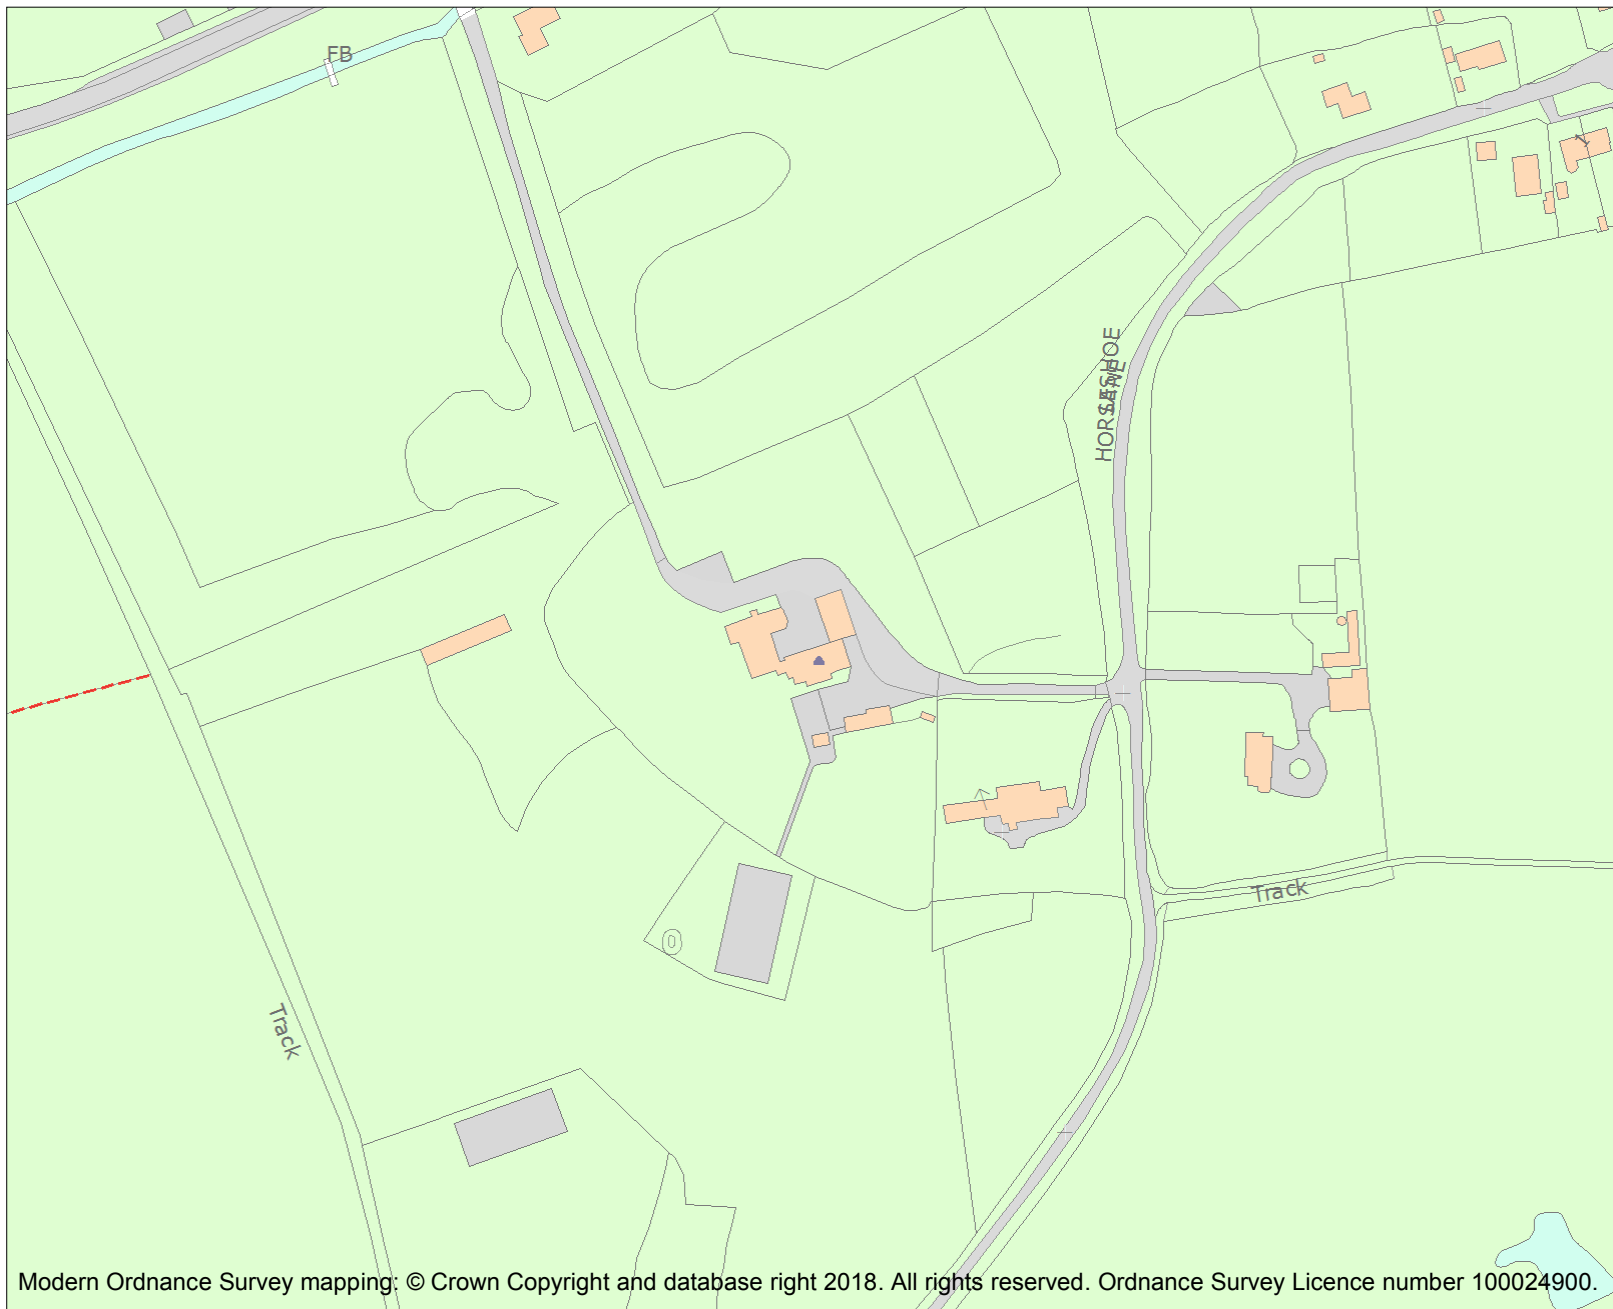 FB
1
HORSESHOE
LANE
Track
Track
Modern Ordnance Survey mapping: © Crown Copyright and database right 2018. All rights reserved. Ordnance Survey Licence number 100024900.